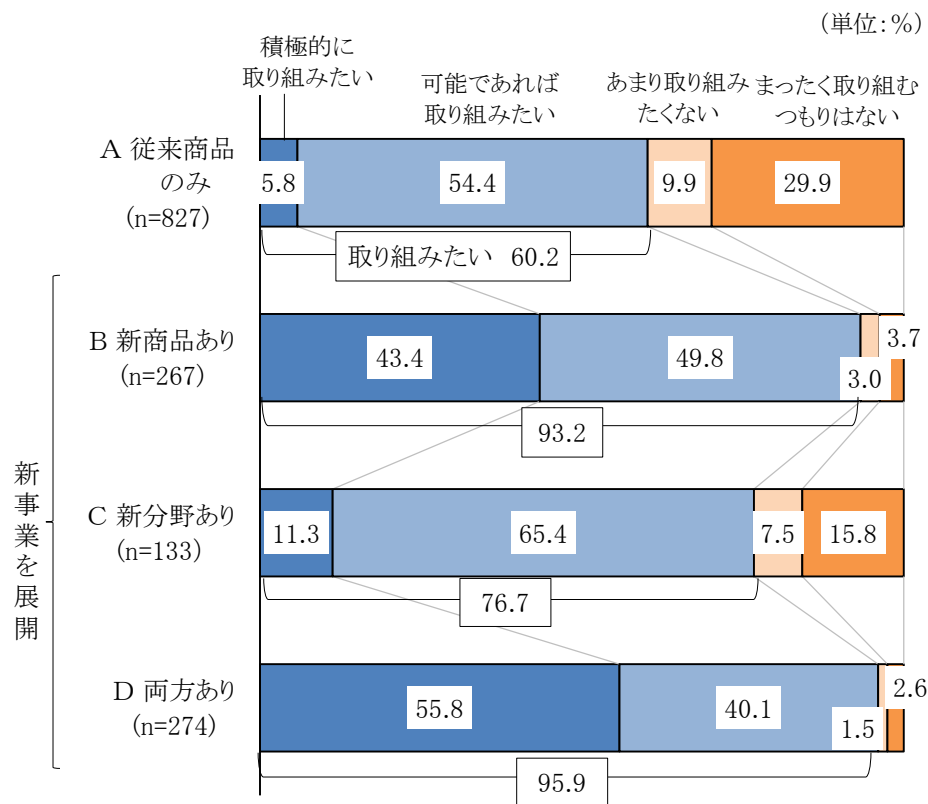 （単位：％）
積極的に
取り組みたい
可能であれば
取り組みたい
あまり取り組み
たくない
まったく取り組む
つもりはない
A 従来商品
のみ
(n=827)
5.8
54.4
9.9
29.9
取り組みたい 60.2
新事業を展開
B 新商品あり
(n=267)
43.4
49.8
3.0
3.7
93.2
C 新分野あり
(n=133)
11.3
65.4
7.5
15.8
76.7
D 両方あり
(n=274)
55.8
40.1
1.5
2.6
95.9